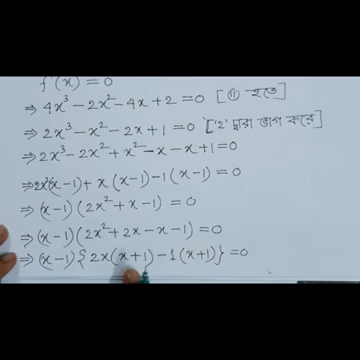 f'(x) = 0
⇒ 4x³ − 2x² − 4x + 2 = 0 [⑪ হতে]
⇒ 2x³ − x² − 2x + 1 = 0 ['2' দ্বারা ভাগ করে]
⇒ 2x³ − 2x² + x² − x − x + 1 = 0
⇒ 2x²(x−1) + x(x−1) − 1(x−1) = 0
⇒ (x−1)(2x² + x − 1) = 0
⇒ (x−1)(2x² + 2x − x − 1) = 0
⇒ (x−1){2x(x+1) − 1(x+1)} = 0